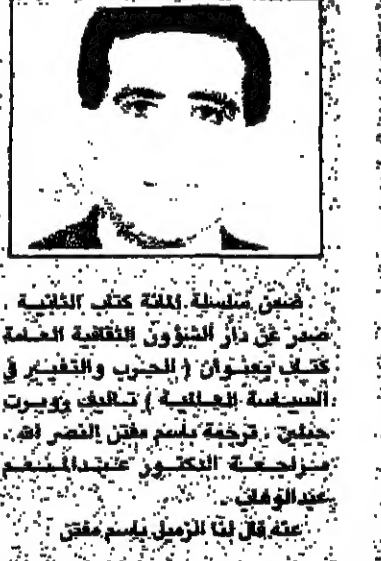 ضمن سلسلة المائة كتاب الثانية .
صدر عن دار الشؤون الثقافية العامة
كتاب بعنوان ( الحرب والتغيير في
السياسة العالمية ) تأليف روبرت
جيلبن . ترجمة باسم مفتن النصر الله .
مراجعة الدكتور عبدالمنعم
عبدالوهاب .
عنه قال لنا الزميل باسم مفتن